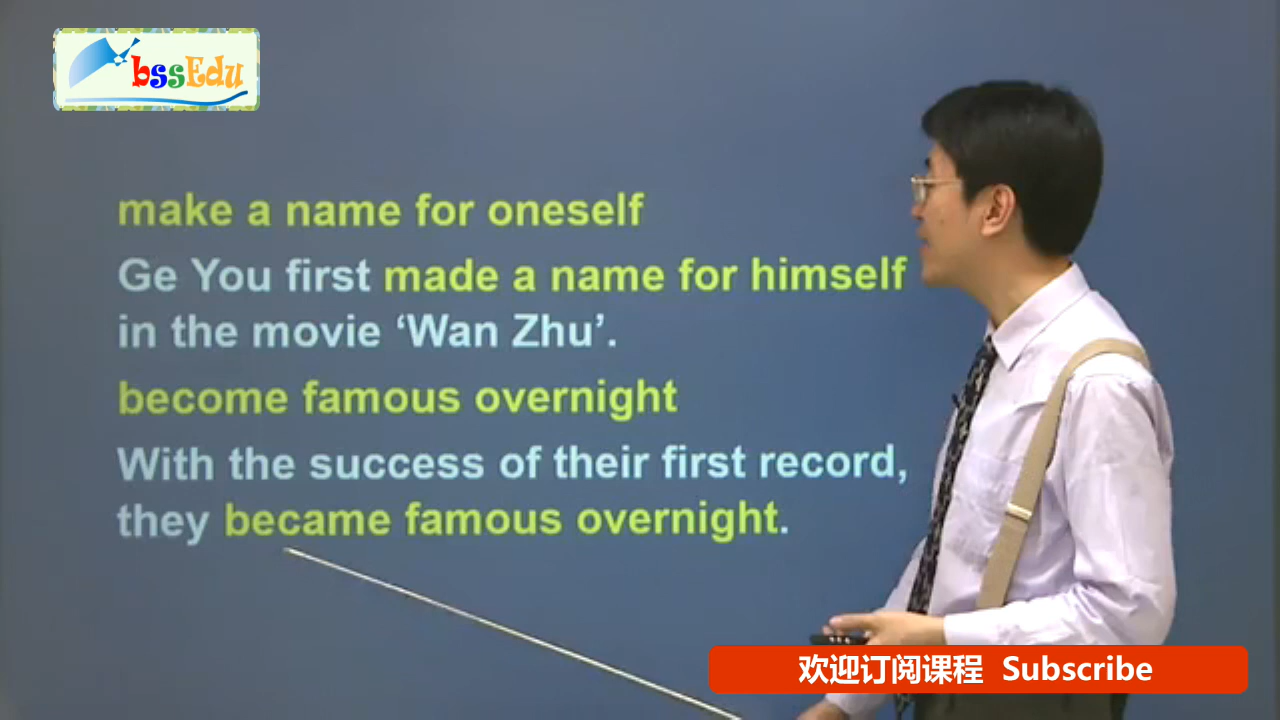 bssEdu
make a name for oneself
Ge You first made a name for himself
in the movie ‘Wan Zhu’.
become famous overnight
With the success of their first record,
they became famous overnight.
欢迎订阅课程 Subscribe